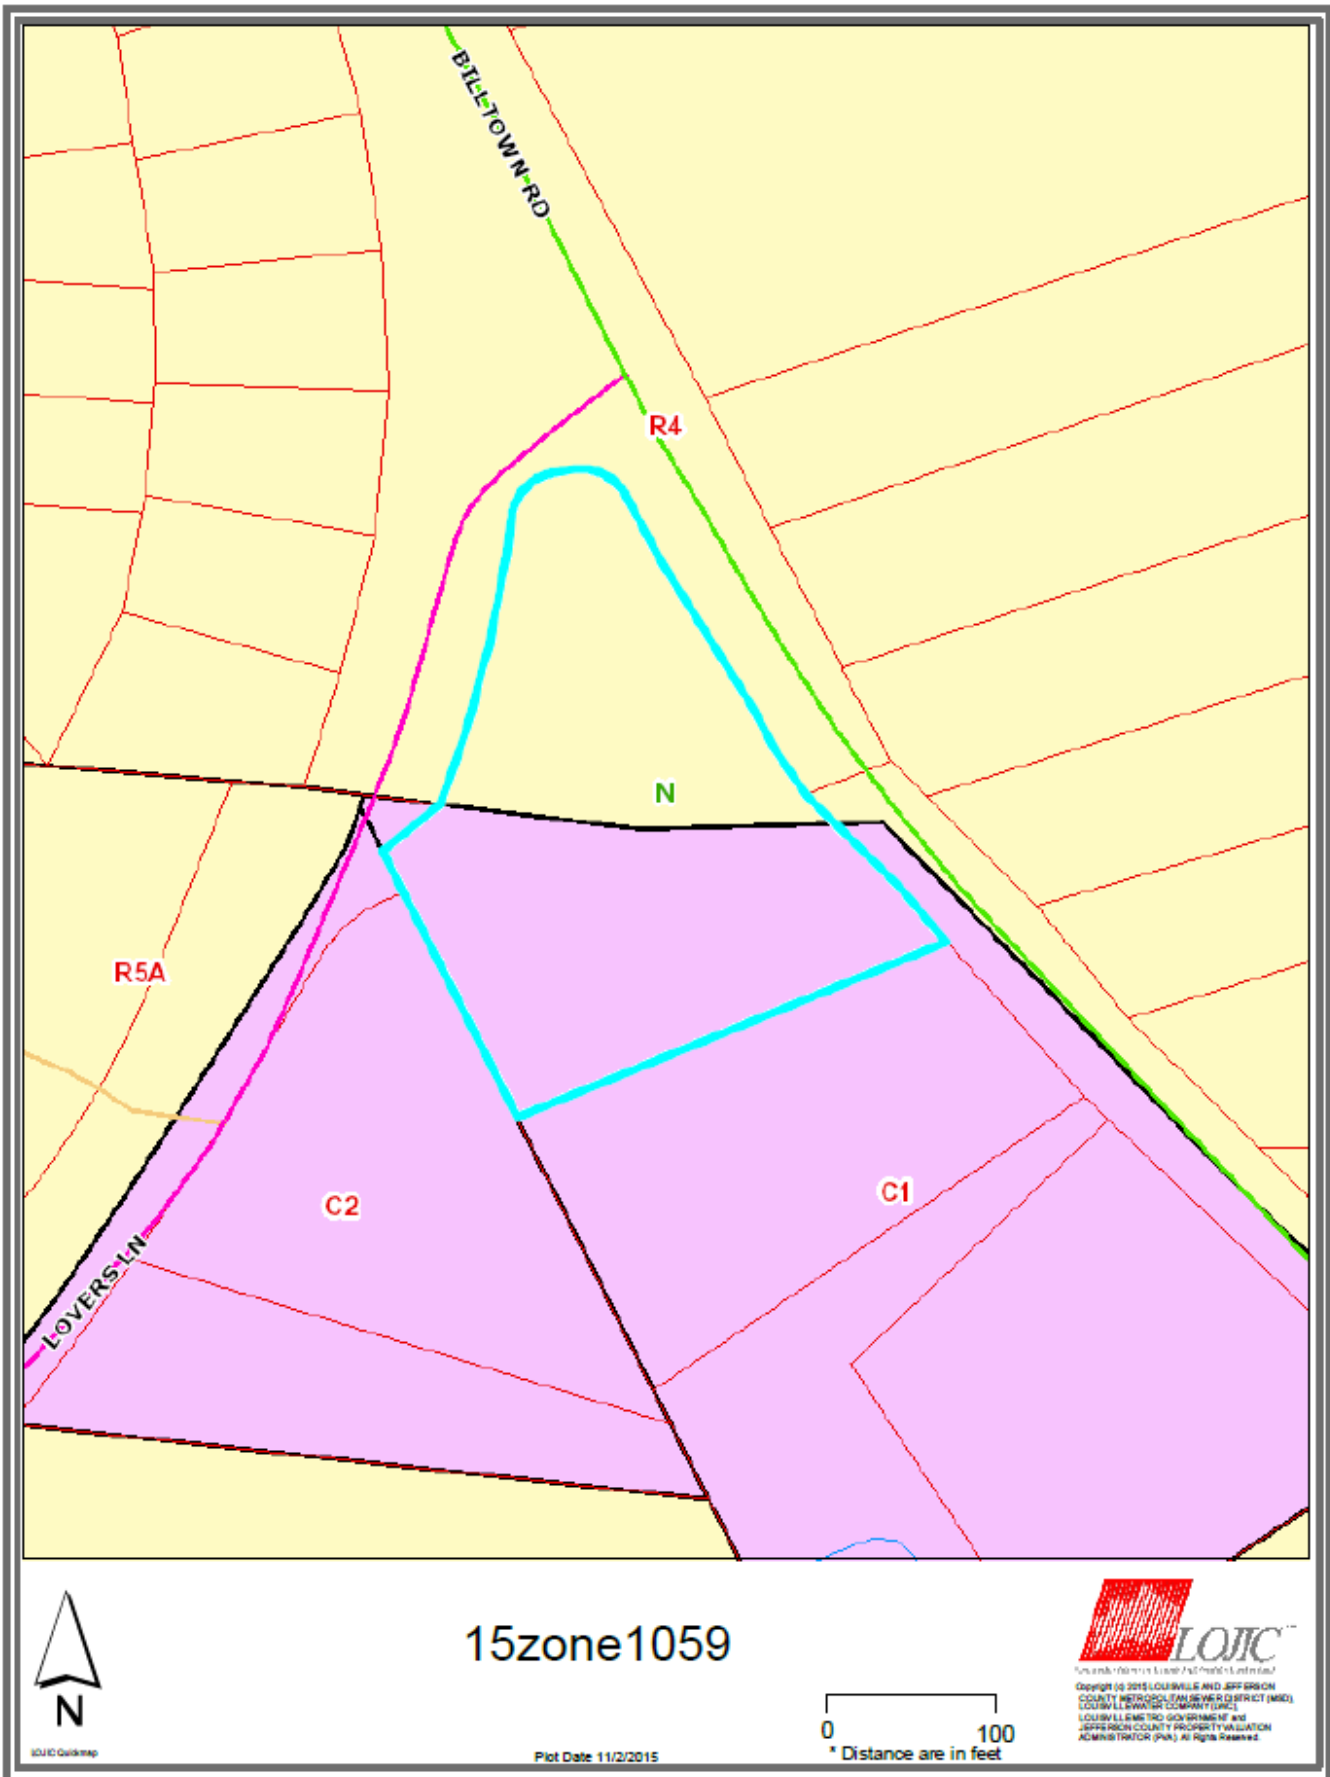 BILLTOWN RD
R4
N
R5A
C2
C1
LOVERS LN
N
15zone1059
0 100
* Distance are in feet
LOJIC
Copyright (c) 2015 LOUISVILLE AND JEFFERSON
COUNTY METROPOLITAN SEWER DISTRICT (MSD),
LOUISVILLE WATER COMPANY (LWC),
LOUISVILLE METRO GOVERNMENT and
JEFFERSON COUNTY PROPERTY VALUATION
ADMINISTRATOR (PVA). All Rights Reserved.
LOJIC Quickmap
Plot Date 11/2/2015